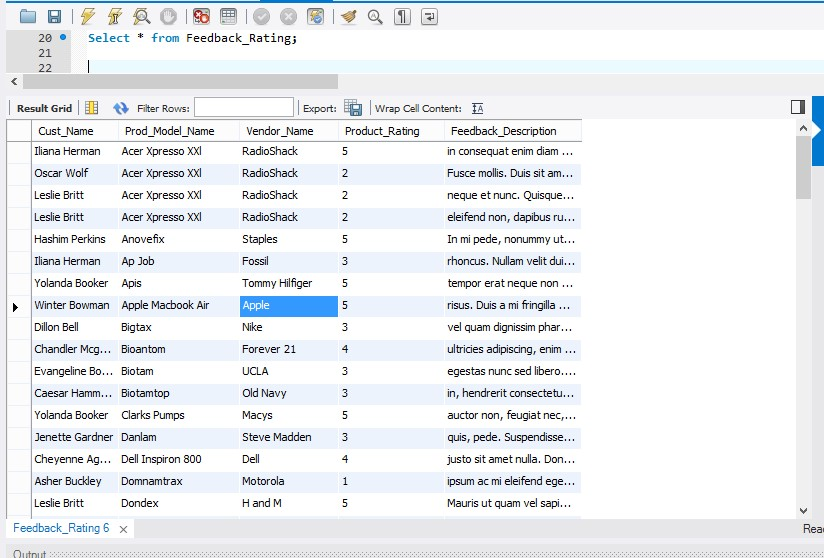 20 Select * from Feedback_Rating;
21
22
Result Grid Filter Rows: Export: Wrap Cell Content: IA
Cust_Name Prod_Model_Name Vendor_Name Product_Rating Feedback_Description
Iliana Herman Acer Xpresso XXl RadioShack 5 in consequat enim diam ...
Oscar Wolf Acer Xpresso XXl RadioShack 2 Fusce mollis. Duis sit am...
Leslie Britt Acer Xpresso XXl RadioShack 2 neque et nunc. Quisque...
Leslie Britt Acer Xpresso XXl RadioShack 2 eleifend non, dapibus ru...
Hashim Perkins Anovefix Staples 5 In mi pede, nonummy ut...
Iliana Herman Ap Job Fossil 3 rhoncus. Nullam velit dui...
Yolanda Booker Apis Tommy Hilfiger 5 tempor erat neque non ...
Winter Bowman Apple Macbook Air Apple 5 risus. Duis a mi fringilla ...
Dillon Bell Bigtax Nike 3 vel quam dignissim phar...
Chandler Mcg... Bioantom Forever 21 4 ultricies adipiscing, enim ...
Evangeline Bo... Biotam UCLA 3 egestas nunc sed libero....
Caesar Hamm... Biotamtop Old Navy 3 in, hendrerit consectetu...
Yolanda Booker Clarks Pumps Macys 5 auctor non, feugiat nec,...
Jenette Gardner Danlam Steve Madden 3 quis, pede. Suspendisse...
Cheyenne Ag... Dell Inspiron 800 Dell 4 justo sit amet nulla. Don...
Asher Buckley Domnamtrax Motorola 1 ipsum ac mi eleifend ege...
Leslie Britt Dondex H and M 5 Mauris ut quam vel sapi...
Feedback_Rating 6 Read
Output